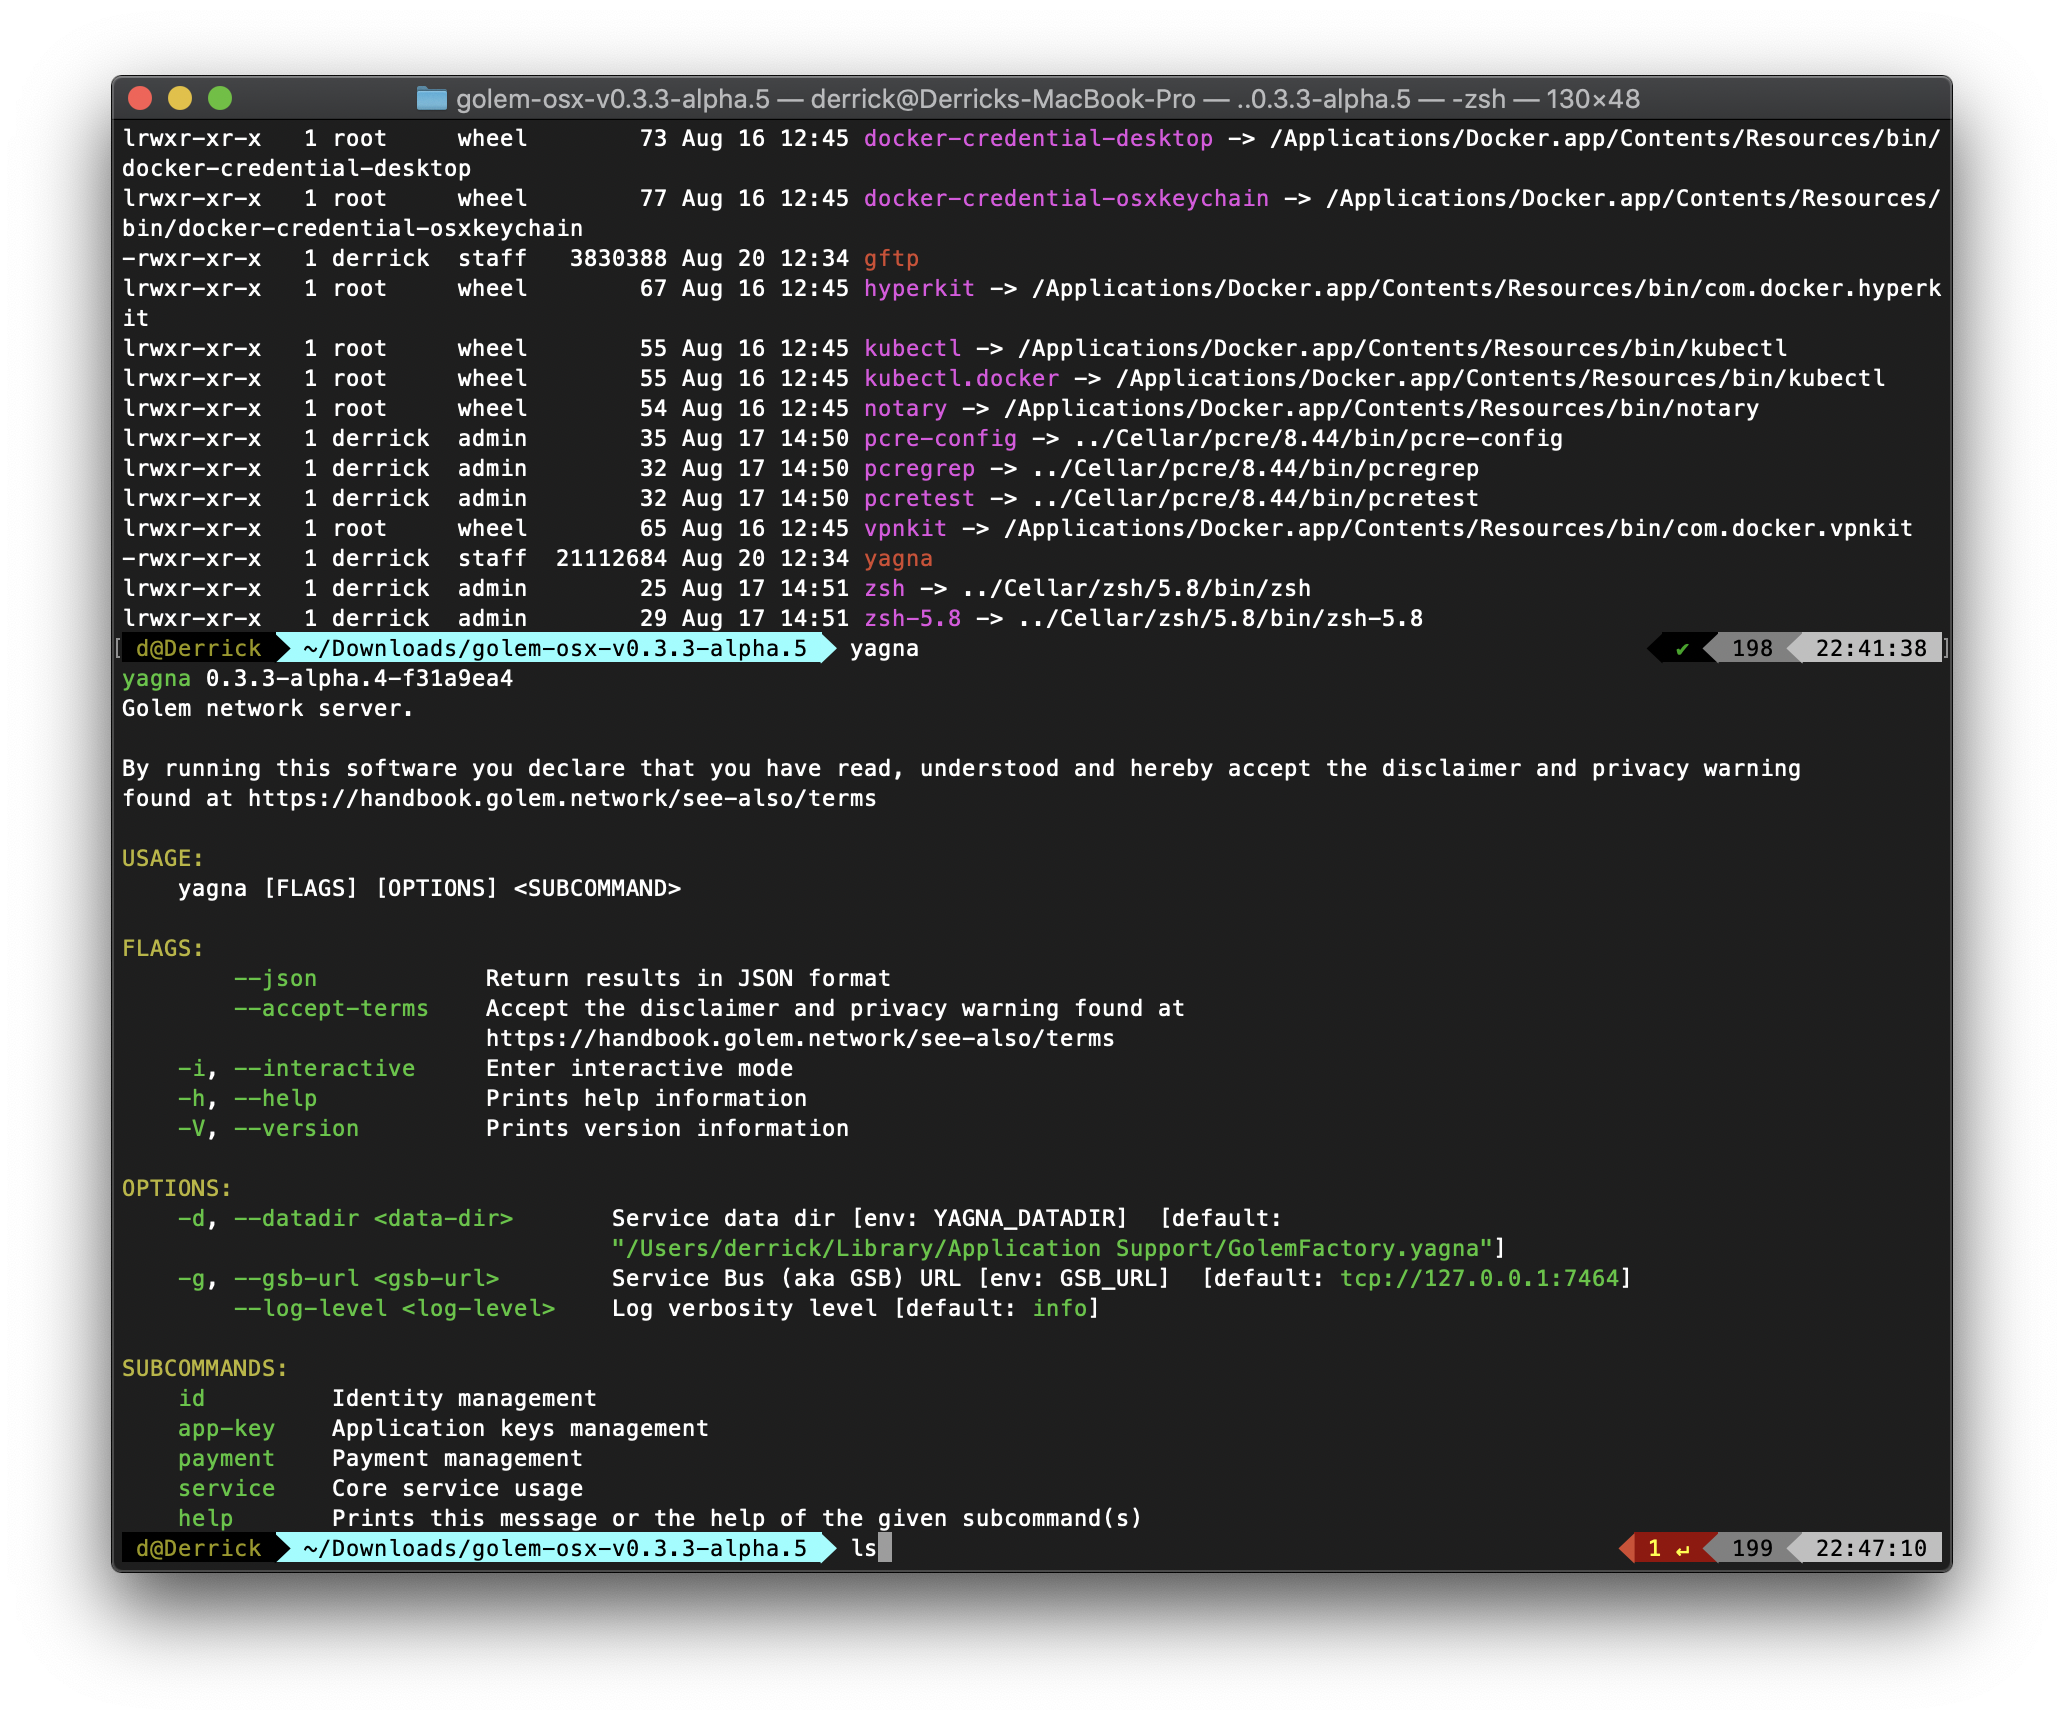 golem-osx-v0.3.3-alpha.5 — derrick@Derricks-MacBook-Pro — ..0.3.3-alpha.5 — -zsh — 130×48
lrwxr-xr-x   1 root     wheel        73 Aug 16 12:45 docker-credential-desktop -> /Applications/Docker.app/Contents/Resources/bin/
docker-credential-desktop
lrwxr-xr-x   1 root     wheel        77 Aug 16 12:45 docker-credential-osxkeychain -> /Applications/Docker.app/Contents/Resources/
bin/docker-credential-osxkeychain
-rwxr-xr-x   1 derrick  staff   3830388 Aug 20 12:34 gftp
lrwxr-xr-x   1 root     wheel        67 Aug 16 12:45 hyperkit -> /Applications/Docker.app/Contents/Resources/bin/com.docker.hyperk
it
lrwxr-xr-x   1 root     wheel        55 Aug 16 12:45 kubectl -> /Applications/Docker.app/Contents/Resources/bin/kubectl
lrwxr-xr-x   1 root     wheel        55 Aug 16 12:45 kubectl.docker -> /Applications/Docker.app/Contents/Resources/bin/kubectl
lrwxr-xr-x   1 root     wheel        54 Aug 16 12:45 notary -> /Applications/Docker.app/Contents/Resources/bin/notary
lrwxr-xr-x   1 derrick  admin        35 Aug 17 14:50 pcre-config -> ../Cellar/pcre/8.44/bin/pcre-config
lrwxr-xr-x   1 derrick  admin        32 Aug 17 14:50 pcregrep -> ../Cellar/pcre/8.44/bin/pcregrep
lrwxr-xr-x   1 derrick  admin        32 Aug 17 14:50 pcretest -> ../Cellar/pcre/8.44/bin/pcretest
lrwxr-xr-x   1 root     wheel        65 Aug 16 12:45 vpnkit -> /Applications/Docker.app/Contents/Resources/bin/com.docker.vpnkit
-rwxr-xr-x   1 derrick  staff  21112684 Aug 20 12:34 yagna
lrwxr-xr-x   1 derrick  admin        25 Aug 17 14:51 zsh -> ../Cellar/zsh/5.8/bin/zsh
lrwxr-xr-x   1 derrick  admin        29 Aug 17 14:51 zsh-5.8 -> ../Cellar/zsh/5.8/bin/zsh-5.8
[ d@Derrick  ~/Downloads/golem-osx-v0.3.3-alpha.5  yagna  ✔  198  22:41:38 ]
yagna 0.3.3-alpha.4-f31a9ea4
Golem network server.
By running this software you declare that you have read, understood and hereby accept the disclaimer and privacy warning
found at https://handbook.golem.network/see-also/terms
USAGE:
    yagna [FLAGS] [OPTIONS] <SUBCOMMAND>
FLAGS:
        --json            Return results in JSON format
        --accept-terms    Accept the disclaimer and privacy warning found at
                          https://handbook.golem.network/see-also/terms
    -i, --interactive     Enter interactive mode
    -h, --help            Prints help information
    -V, --version         Prints version information
OPTIONS:
    -d, --datadir <data-dir>       Service data dir [env: YAGNA_DATADIR]  [default:
                                   "/Users/derrick/Library/Application Support/GolemFactory.yagna"]
    -g, --gsb-url <gsb-url>        Service Bus (aka GSB) URL [env: GSB_URL]  [default: tcp://127.0.0.1:7464]
        --log-level <log-level>    Log verbosity level [default: info]
SUBCOMMANDS:
    id         Identity management
    app-key    Application keys management
    payment    Payment management
    service    Core service usage
    help       Prints this message or the help of the given subcommand(s)
 d@Derrick  ~/Downloads/golem-osx-v0.3.3-alpha.5  ls  1 ↵  199  22:47:10